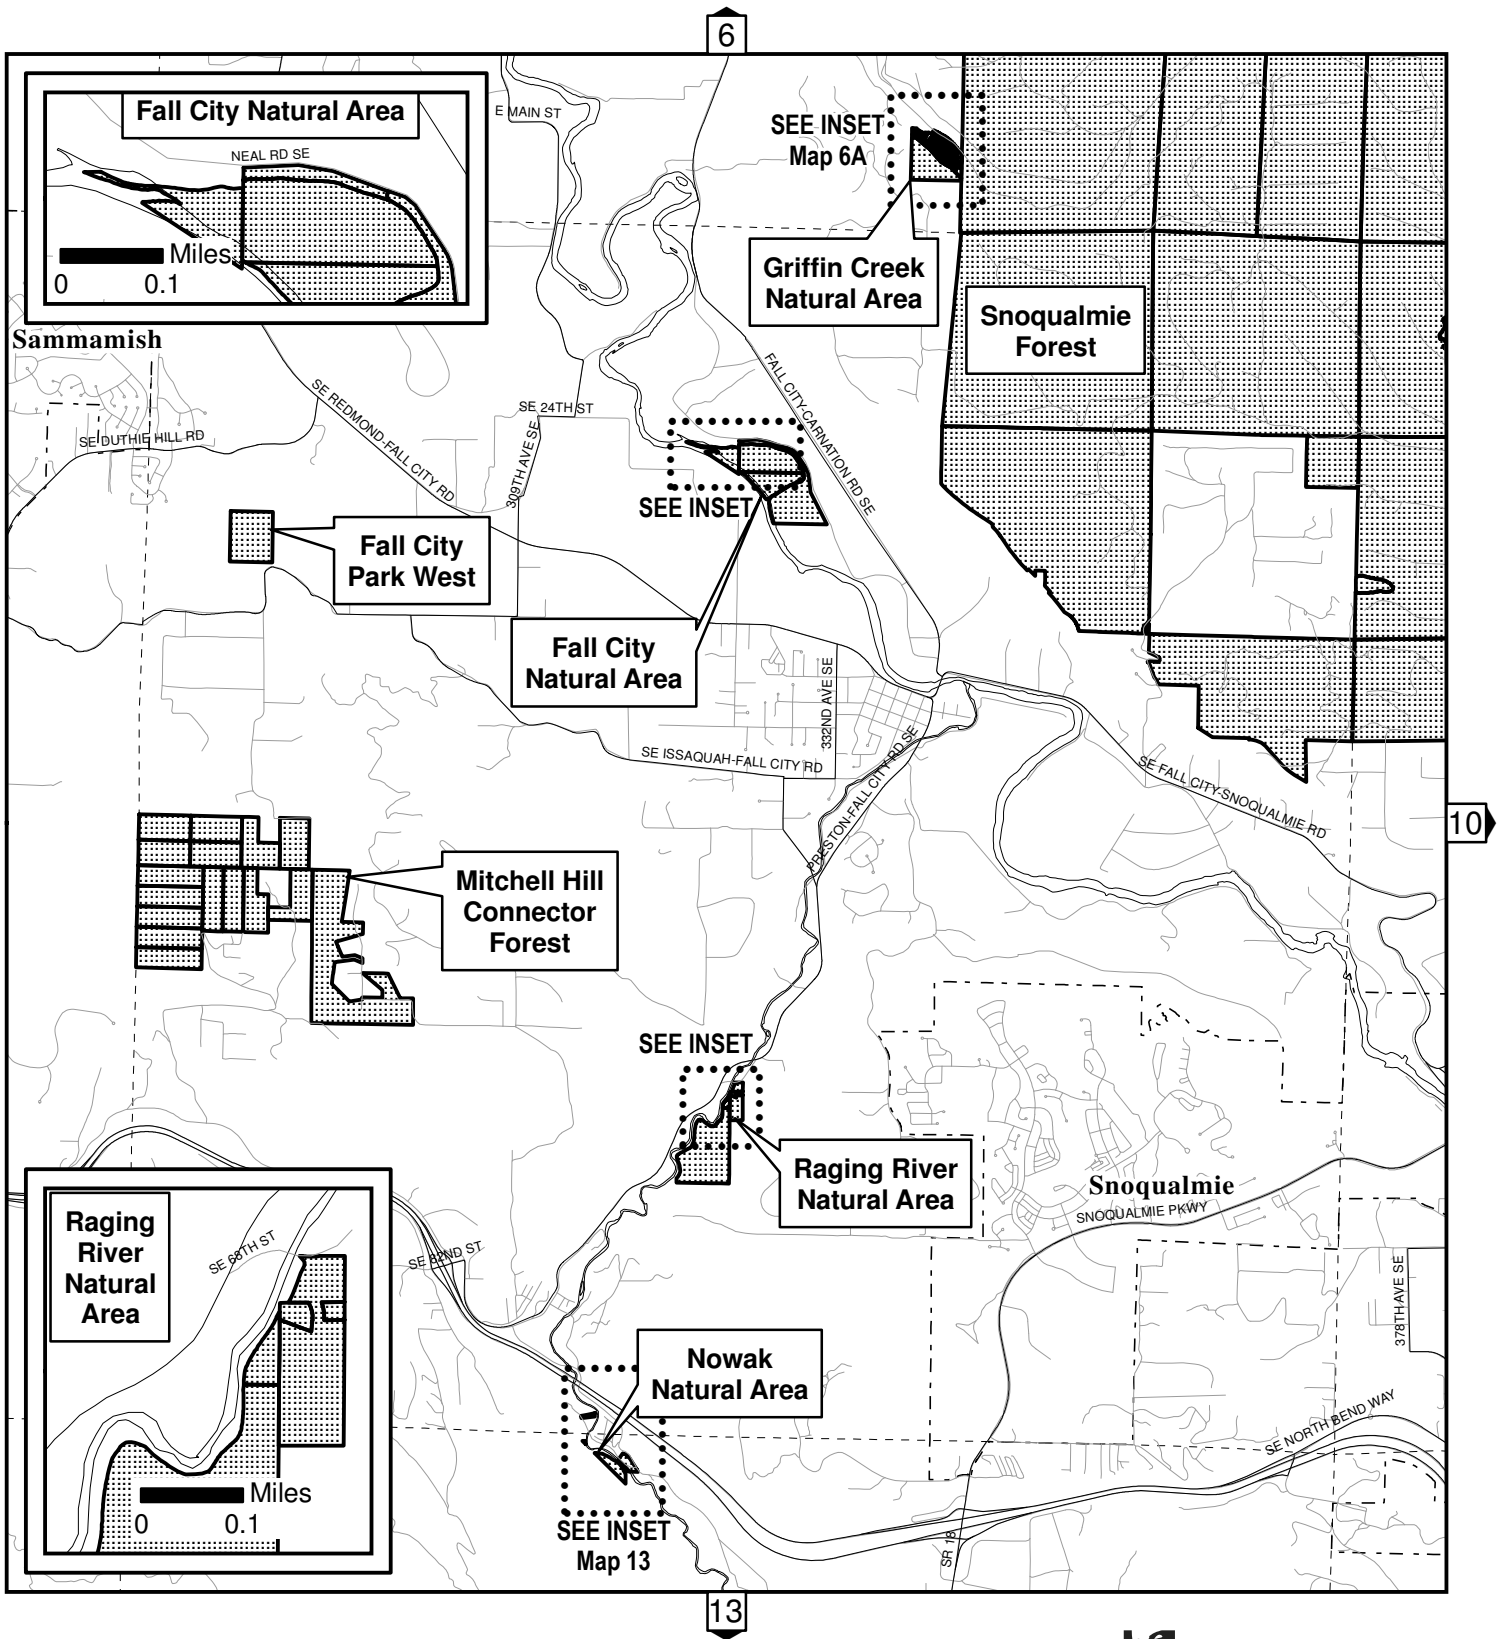 6
Fall City Natural Area
NEAL RD SE
Miles
0 0.1
E MAIN ST
SEE INSET
Map 6A
Griffin Creek
Natural Area
Snoqualmie
Forest
Sammamish
SE DUTHIE HILL RD
SE REDMOND-FALL CITY RD
SE 24TH ST
309TH AVE SE
FALL CITY-CARNATION RD SE
SEE INSET
Fall City
Park West
Fall City
Natural Area
332ND AVE SE
SE ISSAQUAH-FALL CITY RD
PRESTON-FALL CITY RD SE
SE FALL CITY-SNOQUALMIE RD
10
Mitchell Hill
Connector
Forest
SEE INSET
Raging River
Natural Area
Snoqualmie
SNOQUALMIE PKWY
Raging
River
Natural
Area
SE 68TH ST
Miles
0 0.1
SE 82ND ST
378TH AVE SE
Nowak
Natural Area
SE NORTH BEND WAY
SEE INSET
Map 13
SR 18
13